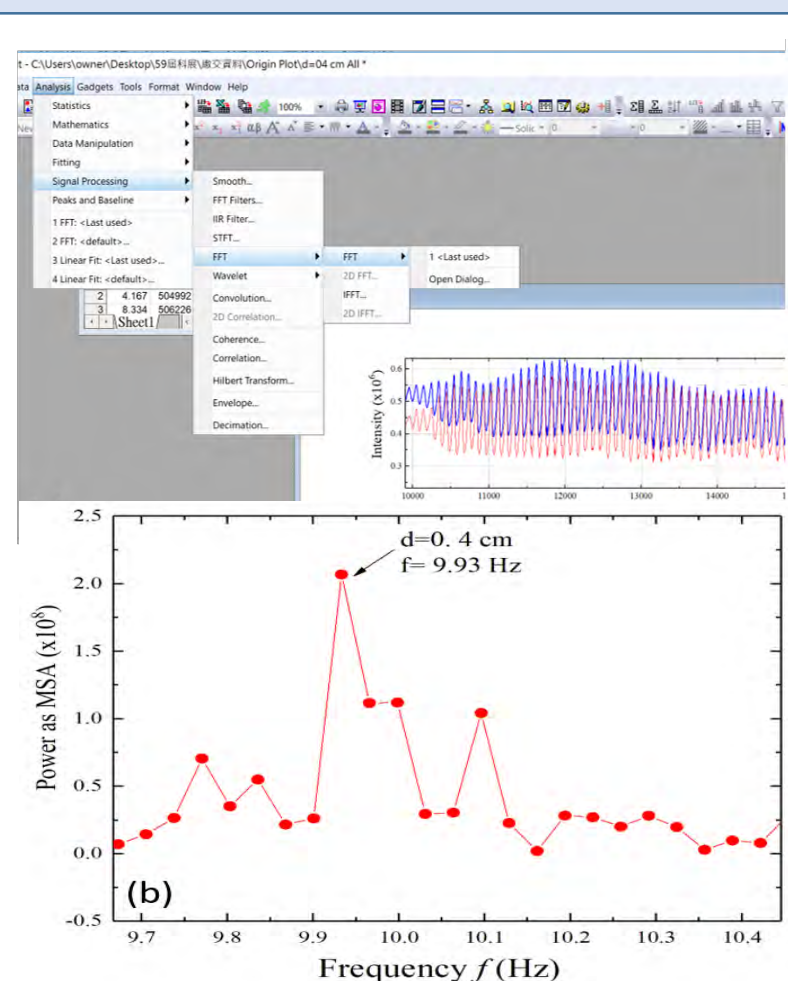 t - C:\Users\owner\Desktop\59屆科展\繳交資料\Origin Plot\d=04 cm All *
ata Analysis Gadgets Tools Format Window Help
Statistics
100%
Mathematics
Data Manipulation
Fitting
Signal Processing
Smooth...
Peaks and Baseline
FFT Filters...
1 FFT: <Last used>
IIR Filter...
2 FFT: <default>...
STFT...
3 Linear Fit: <Last used>...
FFT
FFT
1 <Last used>
4 Linear Fit: <default>...
Wavelet
2D FFT...
Open Dialog...
2 4.167 504992
Convolution...
IFFT...
3 8.334 506226
2D Correlation...
2D IFFT...
Sheet1
Coherence...
Correlation...
Hilbert Transform...
Envelope...
Decimation...
Intensity (x10⁶)
0.6
0.5
0.4
0.3
10000 11000 12000 13000 14000
d=0. 4 cm
f= 9.93 Hz
Power as MSA (x10⁸)
2.5
2.0
1.5
1.0
0.5
0.0
-0.5
(b)
9.7 9.8 9.9 10.0 10.1 10.2 10.3 10.4
Frequency f (Hz)